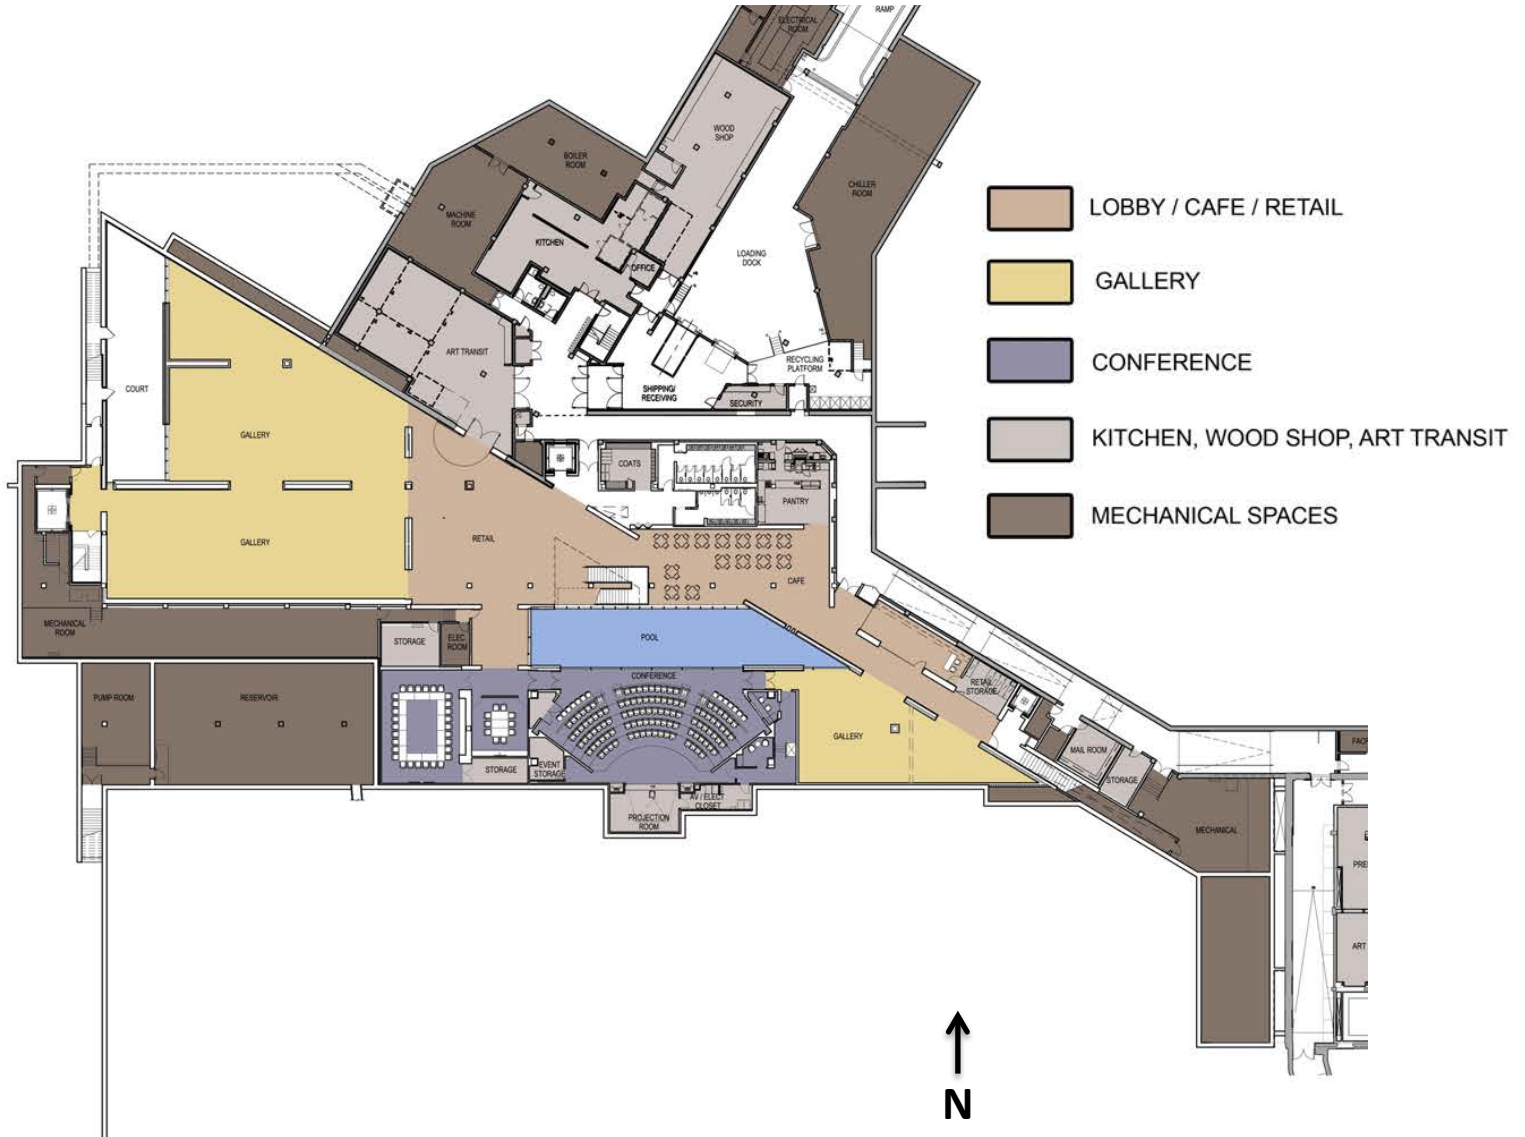 RAMP
ELECTRICAL
ROOM
WOOD
SHOP
BOILER
ROOM
CHILLER
ROOM
LOBBY / CAFE / RETAIL
MACHINE
ROOM
KITCHEN
LOADING
DOCK
OFFICE
GALLERY
ART TRANSIT
RECYCLING
PLATFORM
CONFERENCE
COURT
SHIPPING/
RECEIVING
SECURITY
GALLERY
KITCHEN, WOOD SHOP, ART TRANSIT
COATS
PANTRY
MECHANICAL SPACES
GALLERY
RETAIL
CAFE
MECHANICAL
ROOM
STORAGE
ELEC
ROOM
POOL
CONFERENCE
RETAIL
STORAGE
PUMP ROOM
RESERVOIR
GALLERY
MAIL ROOM
FACP
STORAGE
EVENT
STORAGE
STORAGE
AV / ELECT
CLOSET
PROJECTION
ROOM
MECHANICAL
PRE
ART
N